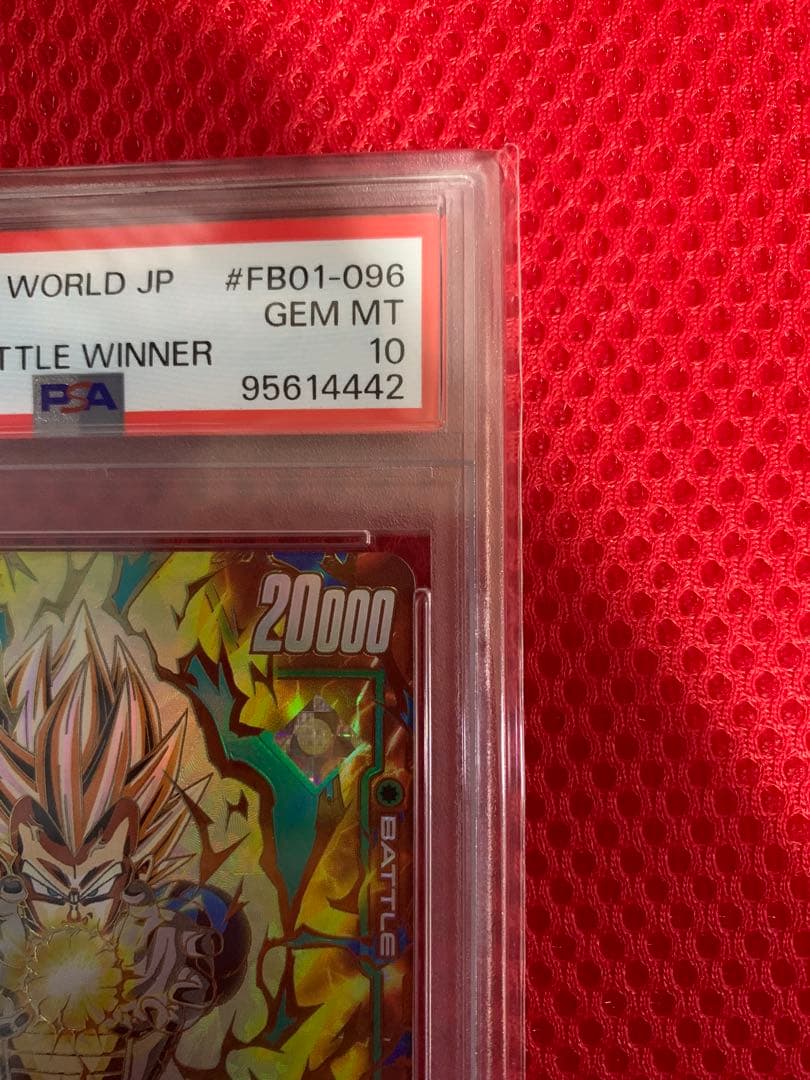 WORLD JP #FB01-096
GEM MT
TTLE WINNER 10
PSA 95614442
20000
BATTLE